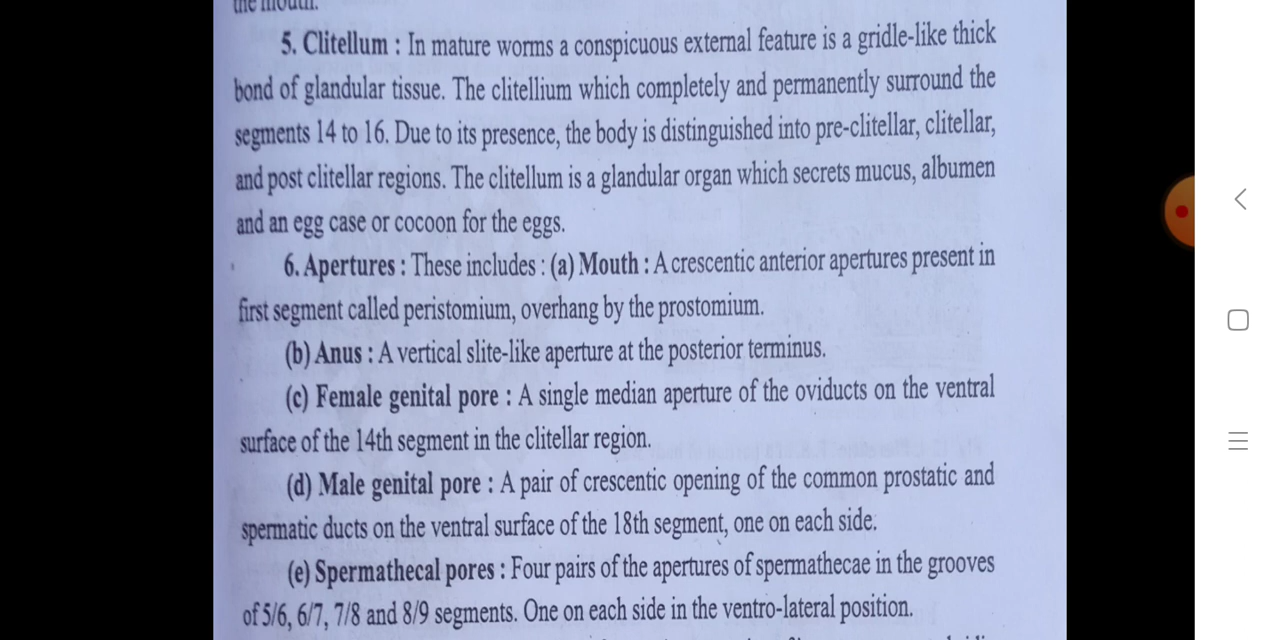 the mouth.
5. Clitellum : In mature worms a conspicuous external feature is a gridle-like thick
bond of glandular tissue. The clitellium which completely and permanently surround the
segments 14 to 16. Due to its presence, the body is distinguished into pre-clitellar, clitellar,
and post clitellar regions. The clitellum is a glandular organ which secrets mucus, albumen
and an egg case or cocoon for the eggs.
6. Apertures : These includes : (a) Mouth : A crescentic anterior apertures present in
first segment called peristomium, overhang by the prostomium.
(b) Anus : A vertical slite-like aperture at the posterior terminus.
(c) Female genital pore : A single median aperture of the oviducts on the ventral
surface of the 14th segment in the clitellar region.
(d) Male genital pore : A pair of crescentic opening of the common prostatic and
spermatic ducts on the ventral surface of the 18th segment, one on each side.
(e) Spermathecal pores : Four pairs of the apertures of spermathecae in the grooves
of 5/6, 6/7, 7/8 and 8/9 segments. One on each side in the ventro-lateral position.